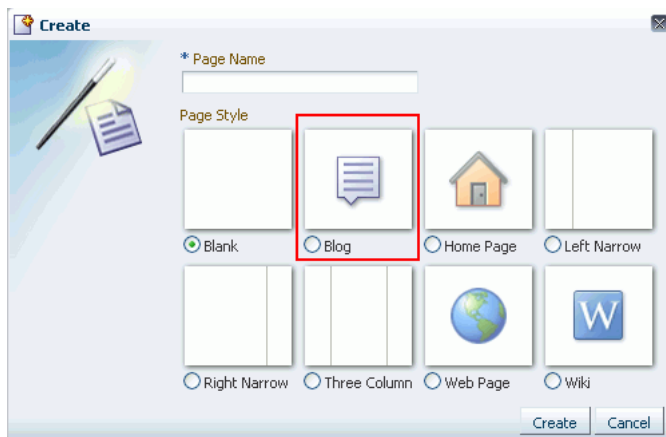 Create
* Page Name
Page Style
Blank Blog Home Page Left Narrow
Right Narrow Three Column Web Page Wiki
W
Create Cancel